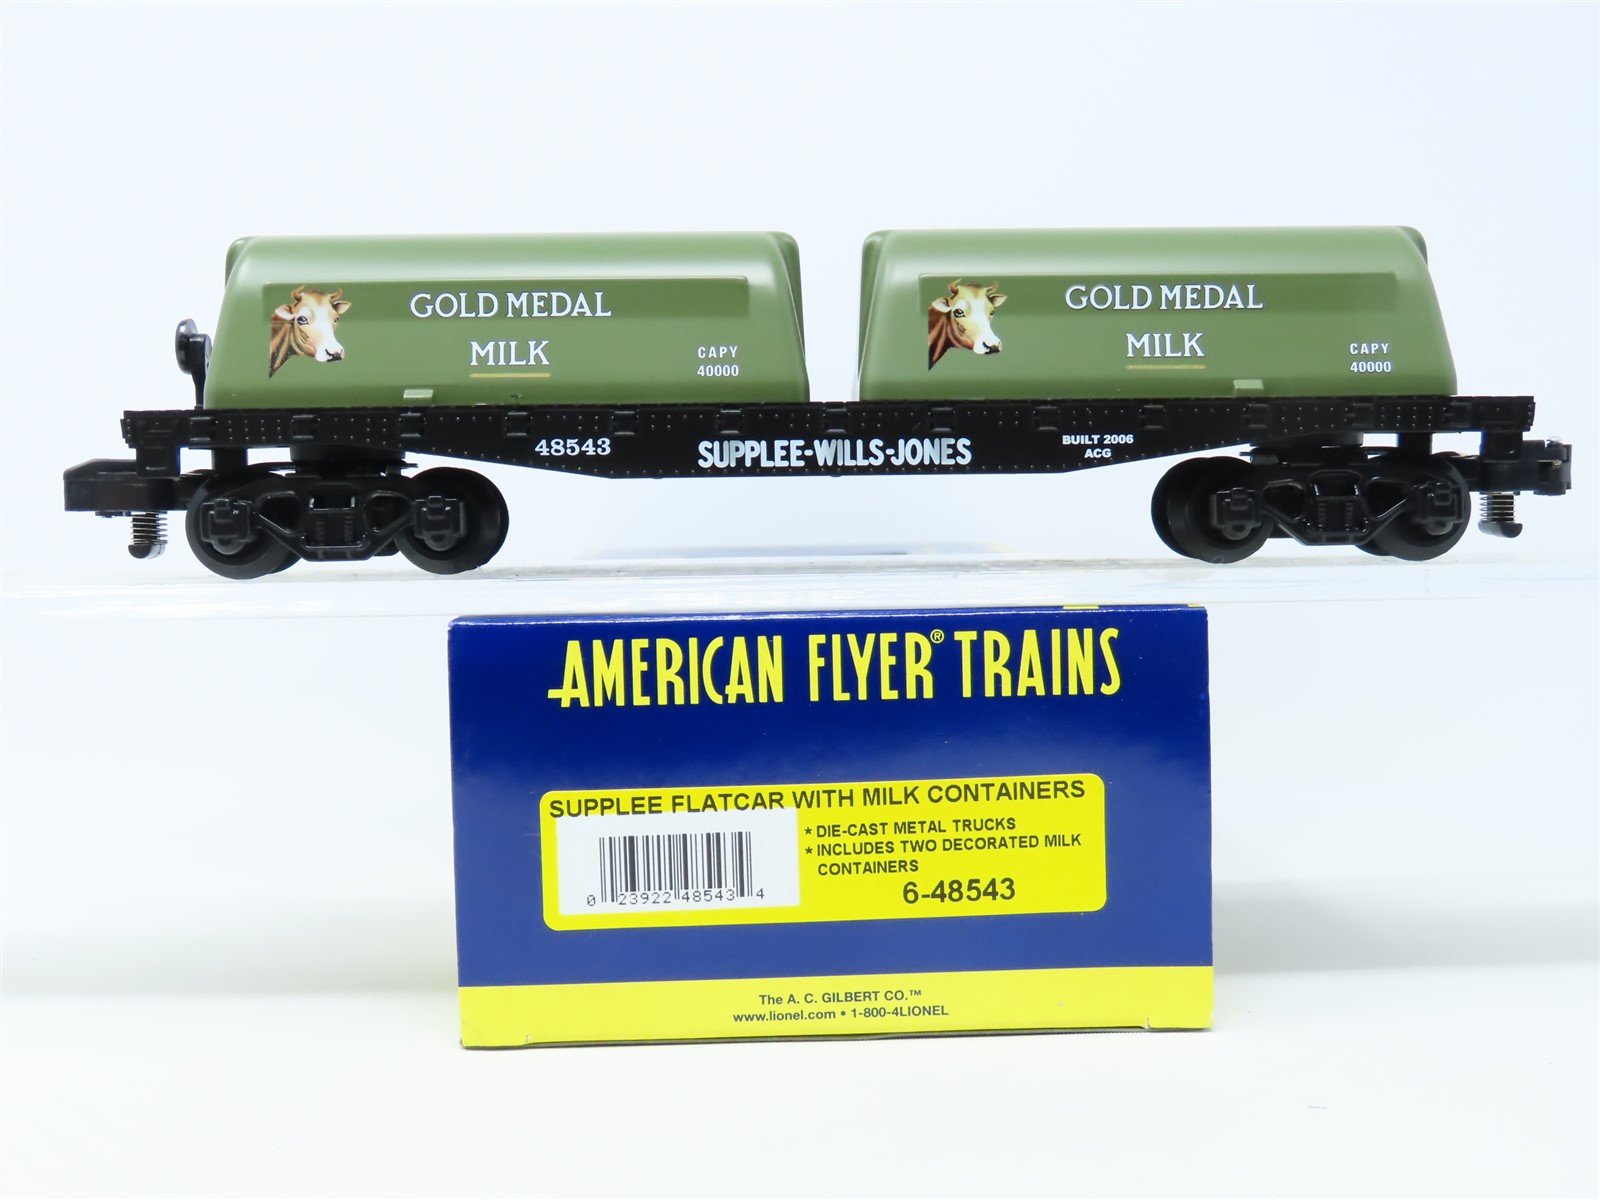 GOLD MEDAL
MILK
CAPY
40000
GOLD MEDAL
MILK
CAPY
40000
48543
SUPPLEE-WILLS-JONES
BUILT 2006
ACG
AMERICAN FLYER® TRAINS
SUPPLEE FLATCAR WITH MILK CONTAINERS
* DIE-CAST METAL TRUCKS
* INCLUDES TWO DECORATED MILK
CONTAINERS
6-48543
0 23922 48543 4
The A. C. GILBERT CO.™
www.lionel.com • 1-800-4LIONEL